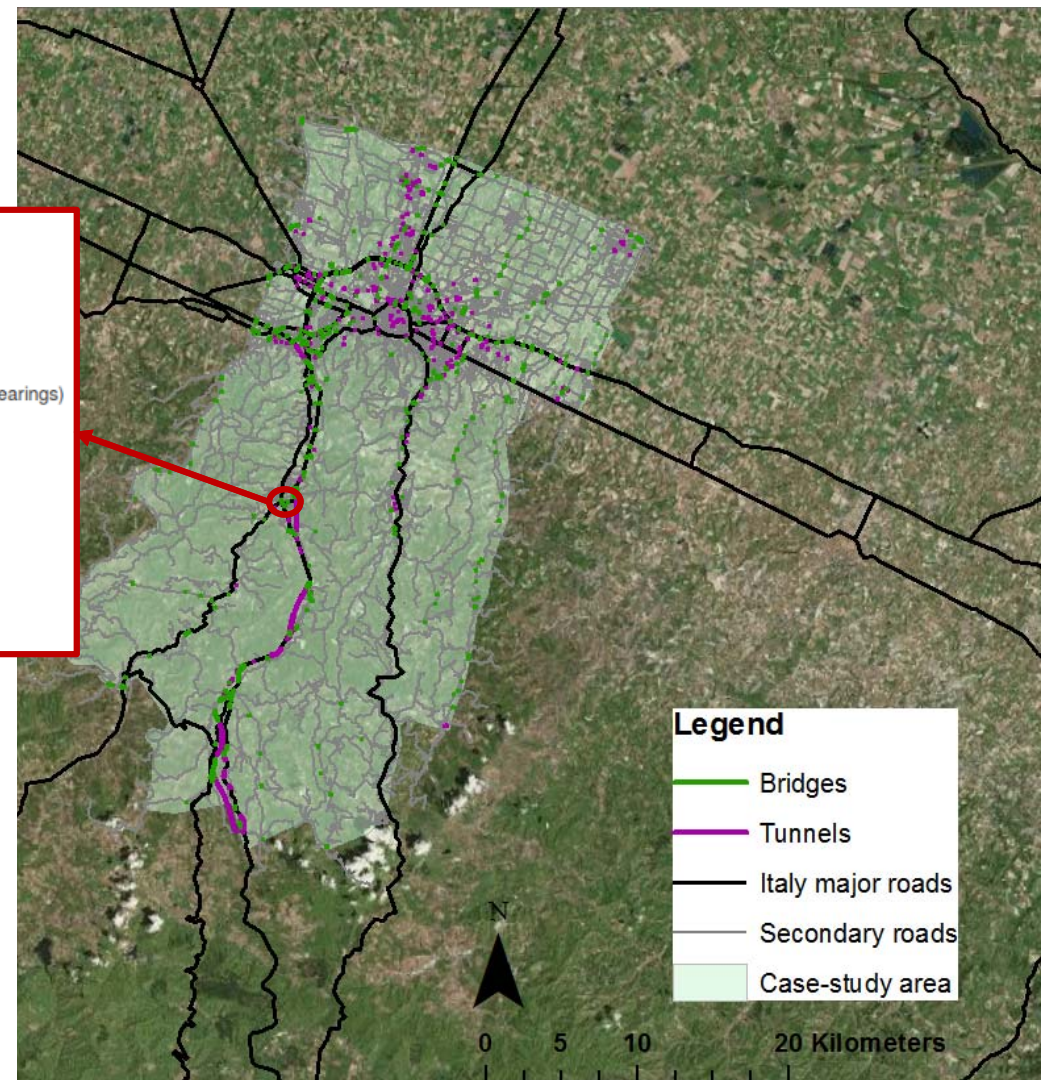 earings)
Legend
Bridges
Tunnels
Italy major roads
Secondary roads
Case-study area
N
0 5 10 20 Kilometers